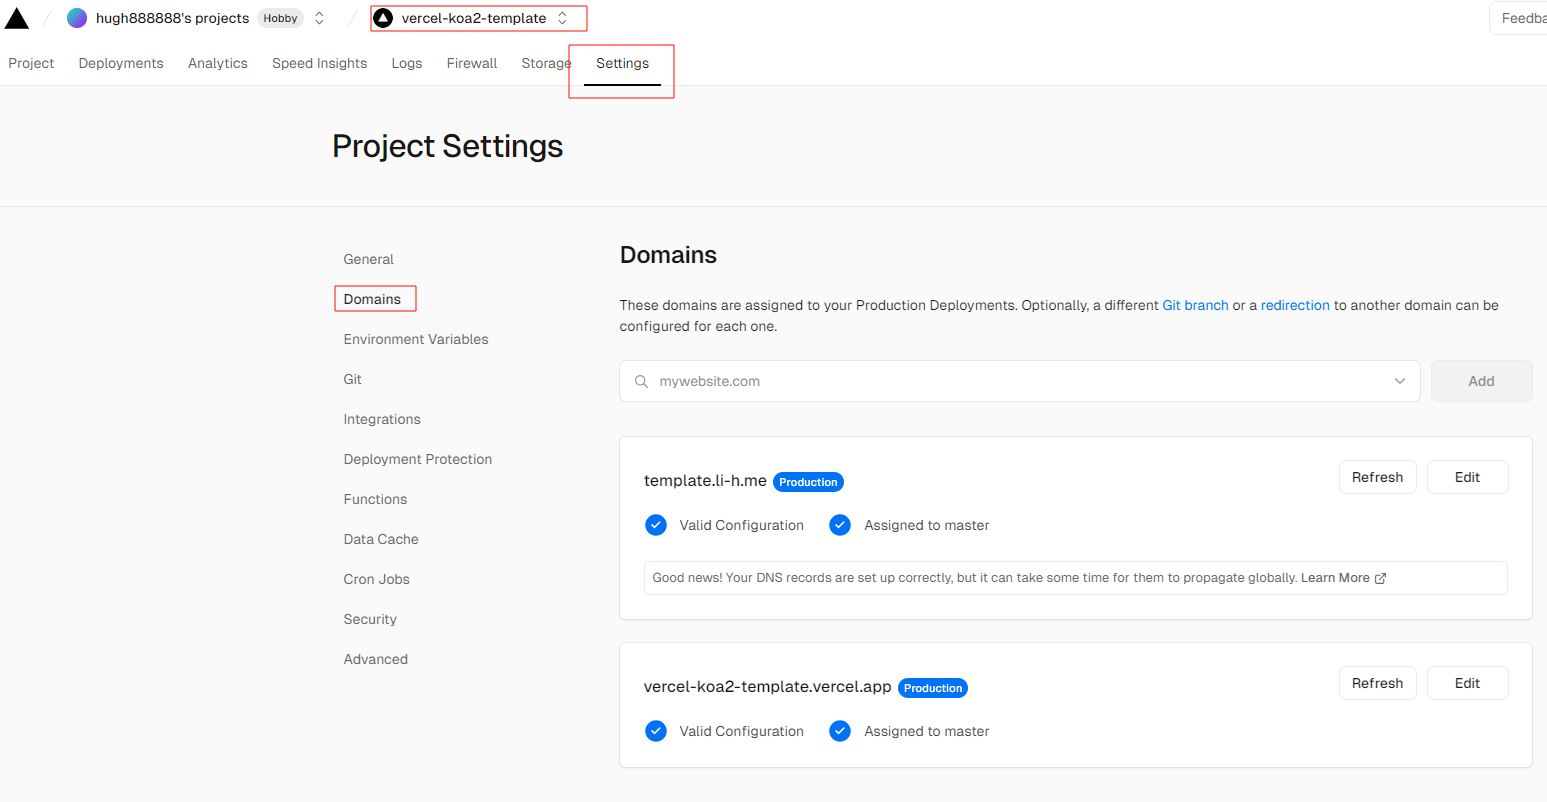 hugh888888's projects Hobby / vercel-koa2-template
Feedba
Project Deployments Analytics Speed Insights Logs Firewall Storage Settings
Project Settings
General
Domains
Environment Variables
Git
Integrations
Deployment Protection
Functions
Data Cache
Cron Jobs
Security
Advanced
Domains
These domains are assigned to your Production Deployments. Optionally, a different Git branch or a redirection to another domain can be
configured for each one.
mywebsite.com Add
template.li-h.me Production Refresh Edit
Valid Configuration Assigned to master
Good news! Your DNS records are set up correctly, but it can take some time for them to propagate globally. Learn More
vercel-koa2-template.vercel.app Production Refresh Edit
Valid Configuration Assigned to master